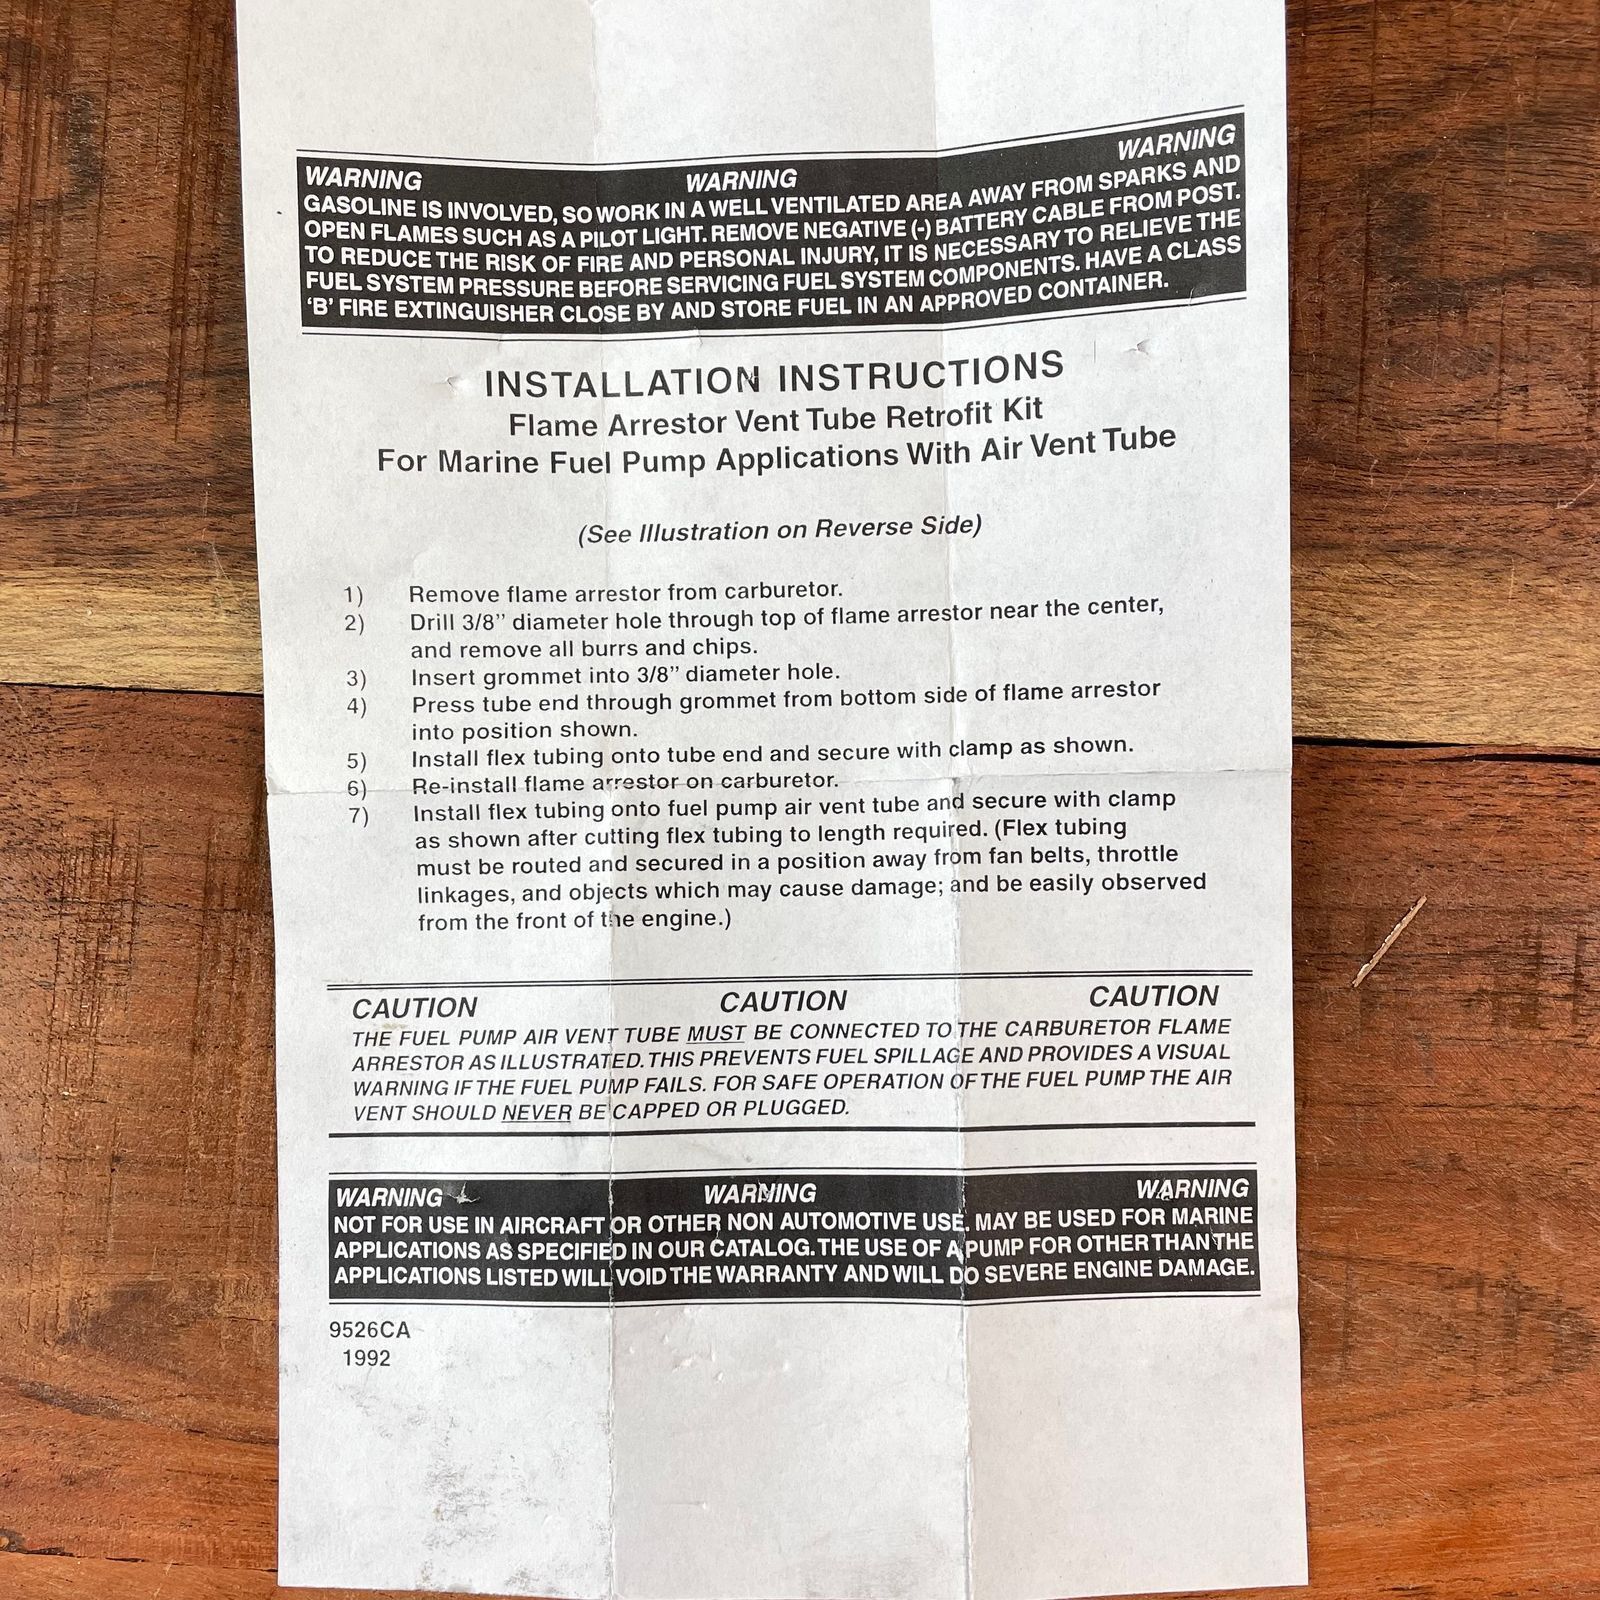 WARNING WARNING WARNING
GASOLINE IS INVOLVED, SO WORK IN A WELL VENTILATED AREA AWAY FROM SPARKS AND
OPEN FLAMES SUCH AS A PILOT LIGHT. REMOVE NEGATIVE (-) BATTERY CABLE FROM POST.
TO REDUCE THE RISK OF FIRE AND PERSONAL INJURY, IT IS NECESSARY TO RELIEVE THE
FUEL SYSTEM PRESSURE BEFORE SERVICING FUEL SYSTEM COMPONENTS. HAVE A CLASS
‘B’ FIRE EXTINGUISHER CLOSE BY AND STORE FUEL IN AN APPROVED CONTAINER.
INSTALLATION INSTRUCTIONS
Flame Arrestor Vent Tube Retrofit Kit
For Marine Fuel Pump Applications With Air Vent Tube
(See Illustration on Reverse Side)
1) Remove flame arrestor from carburetor.
2) Drill 3/8” diameter hole through top of flame arrestor near the center,
and remove all burrs and chips.
3) Insert grommet into 3/8” diameter hole.
4) Press tube end through grommet from bottom side of flame arrestor
into position shown.
5) Install flex tubing onto tube end and secure with clamp as shown.
6) Re-install flame arrestor on carburetor.
7) Install flex tubing onto fuel pump air vent tube and secure with clamp
as shown after cutting flex tubing to length required. (Flex tubing
must be routed and secured in a position away from fan belts, throttle
linkages, and objects which may cause damage; and be easily observed
from the front of the engine.)
CAUTION CAUTION CAUTION
THE FUEL PUMP AIR VENT TUBE MUST BE CONNECTED TO THE CARBURETOR FLAME
ARRESTOR AS ILLUSTRATED. THIS PREVENTS FUEL SPILLAGE AND PROVIDES A VISUAL
WARNING IF THE FUEL PUMP FAILS. FOR SAFE OPERATION OF THE FUEL PUMP THE AIR
VENT SHOULD NEVER BE CAPPED OR PLUGGED.
WARNING WARNING WARNING
NOT FOR USE IN AIRCRAFT OR OTHER NON AUTOMOTIVE USE. MAY BE USED FOR MARINE
APPLICATIONS AS SPECIFIED IN OUR CATALOG. THE USE OF A PUMP FOR OTHER THAN THE
APPLICATIONS LISTED WILL VOID THE WARRANTY AND WILL DO SEVERE ENGINE DAMAGE.
9526CA
1992